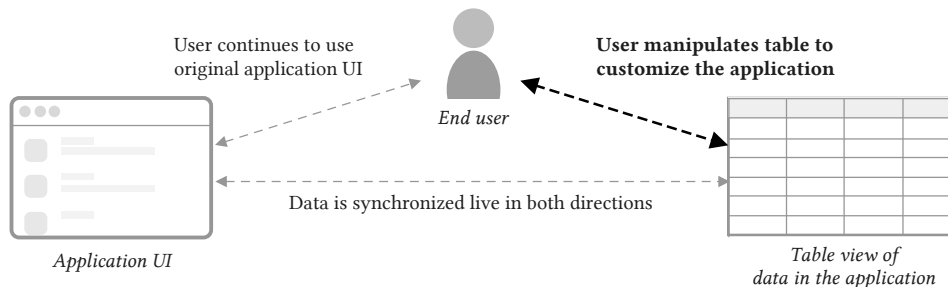 User continues to use
original application UI
User manipulates table to
customize the application
End user
Data is synchronized live in both directions
Application UI
Table view of
data in the application